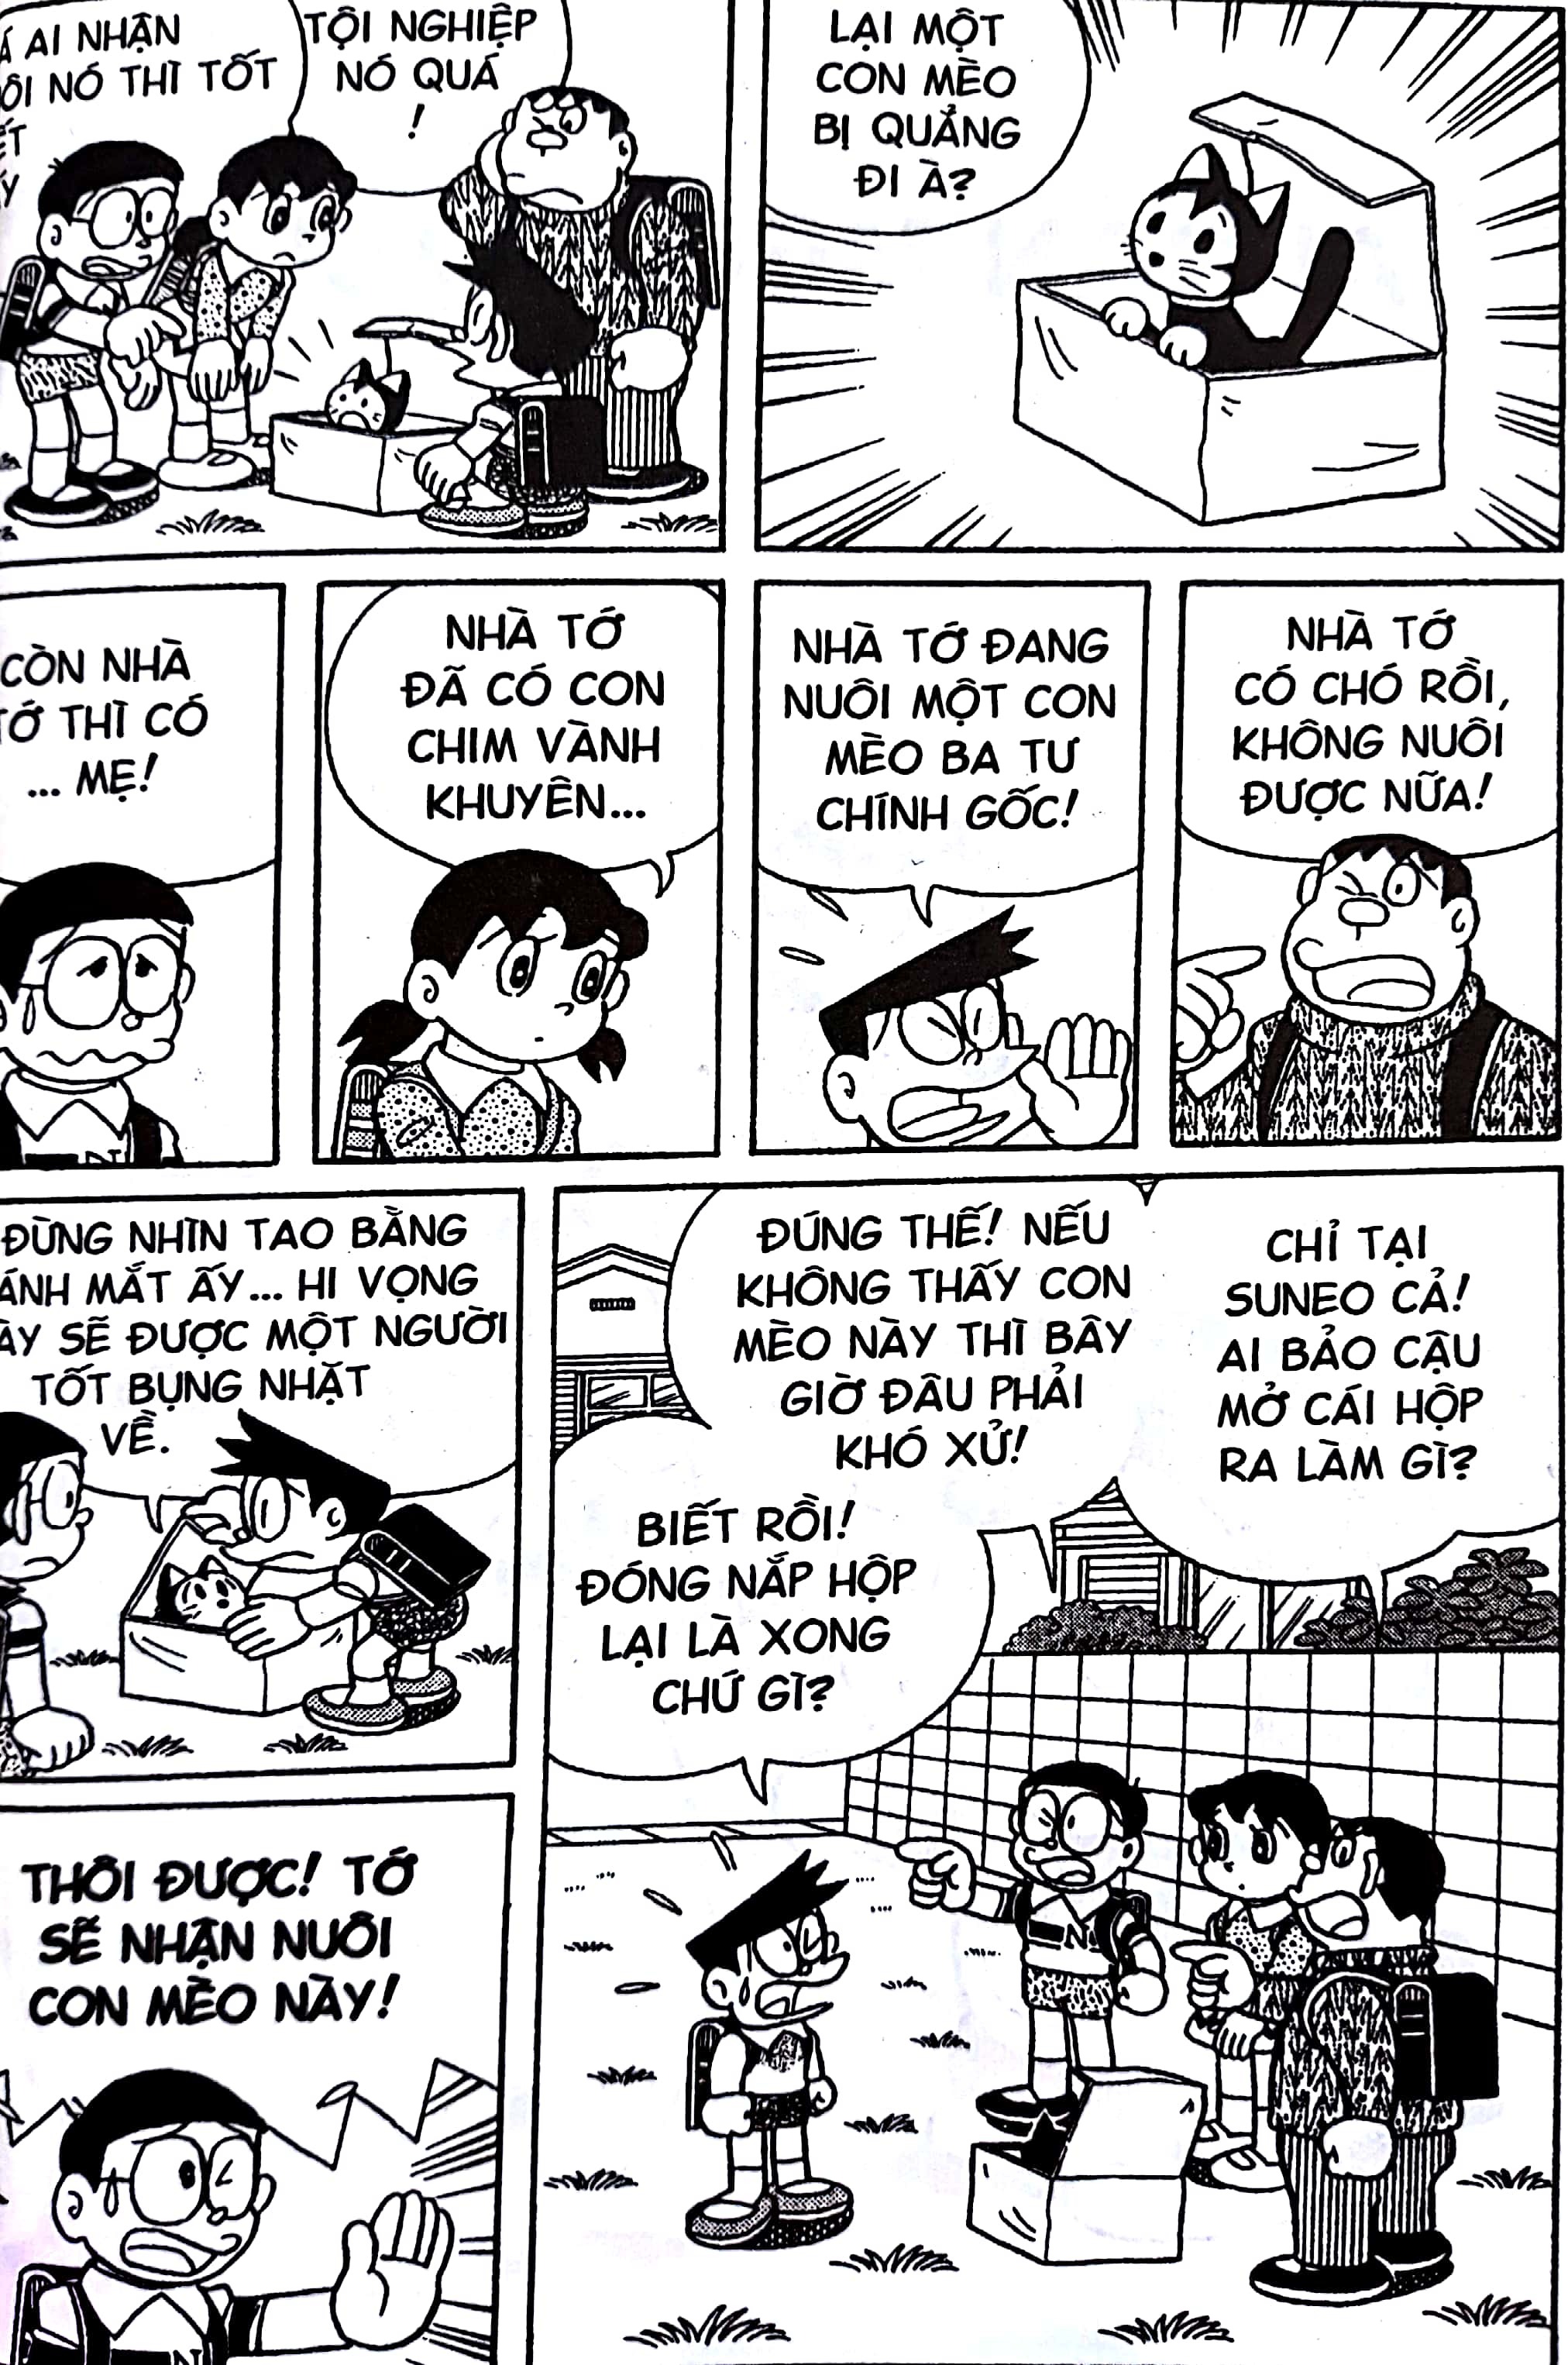 LẠI MỘT
CON MÈO
BỊ QUẲNG
ĐI À?
TỘI NGHIỆP
NÓ QUÁ
!
AI NHẬN
NÓ THÌ TỐT
NHÀ TỚ
CÓ CHÓ RỒI,
KHÔNG NUÔI
ĐƯỢC NỮA!
NHÀ TỚ ĐANG
NUÔI MỘT CON
MÈO BA TƯ
CHÍNH GỐC!
NHÀ TỚ
ĐÃ CÓ CON
CHIM VÀNH
KHUYÊN...
CÒN NHÀ
TỚ THÌ CÓ
... MẸ!
CHỈ TẠI
SUNEO CẢ!
AI BẢO CẬU
MỞ CÁI HỘP
RA LÀM GÌ?
ĐÚNG THẾ! NẾU
KHÔNG THẤY CON
MÈO NÀY THÌ BÂY
GIỜ ĐÂU PHẢI
KHÓ XỬ!
BIẾT RỒI!
ĐÓNG NẮP HỘP
LẠI LÀ XONG
CHỨ GÌ?
N
ĐỪNG NHÌN TAO BẰNG
ÁNH MẮT ẤY... HI VỌNG
SẼ ĐƯỢC MỘT NGƯỜI
TỐT BỤNG NHẶT
VỀ.
THÔI ĐƯỢC! TỚ
SẼ NHẬN NUÔI
CON MÈO NÀY!